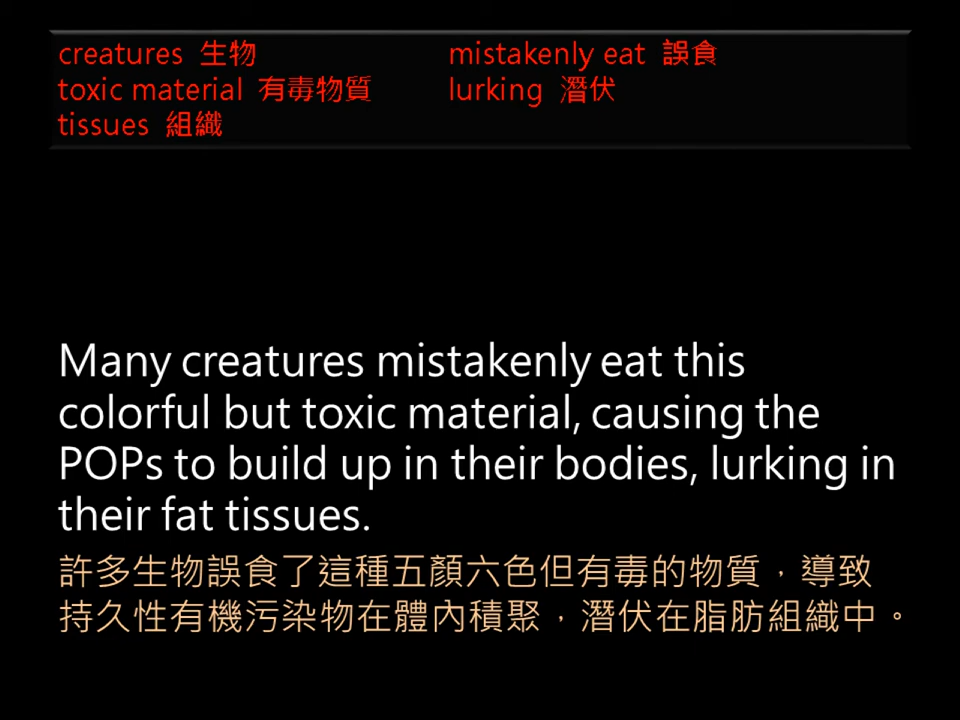 creatures 生物 mistakenly eat 誤食
toxic material 有毒物質 lurking 潛伏
tissues 組織
Many creatures mistakenly eat this
colorful but toxic material, causing the
POPs to build up in their bodies, lurking in
their fat tissues.
許多生物誤食了這種五顏六色但有毒的物質，導致
持久性有機污染物在體內積聚，潛伏在脂肪組織中。